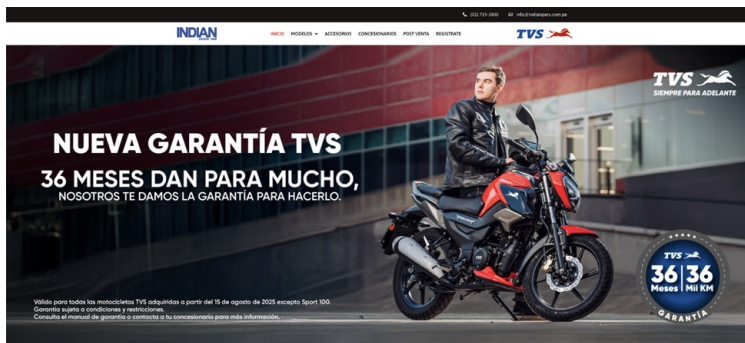 (01) 719-2800 info@indianperu.com.pe
INDIAN
INICIO MODELOS ACCESORIOS CONCESIONARIOS POST VENTA REGISTRATE
TVS
TVS
SIEMPRE PARA ADELANTE
NUEVA GARANTÍA TVS
36 MESES DAN PARA MUCHO,
NOSOTROS TE DAMOS LA GARANTÍA PARA HACERLO.
TVS
36 | 36
Meses | Mil KM
GARANTÍA
Válido para todas las motocicletas TVS adquiridas a partir del 15 de agosto de 2025 excepto Sport 100.
Garantía sujeta a condiciones y restricciones.
Consulta el manual de garantía o contacta a tu concesionario para más información.